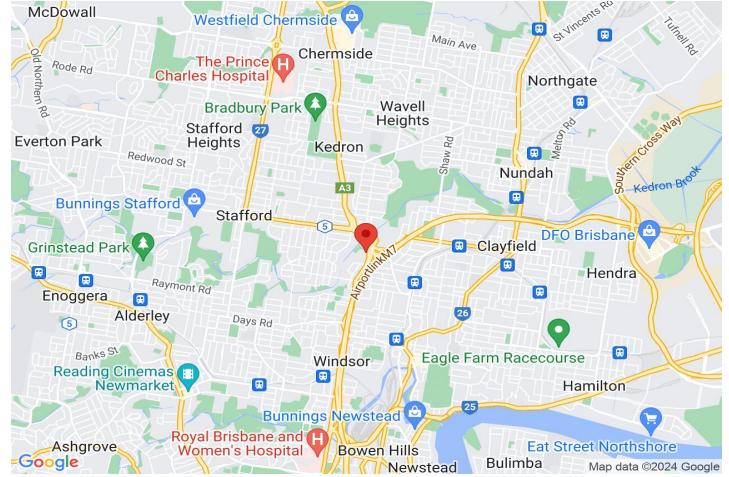 McDowall
Westfield Chermside
St Vincents Rd
Tufnell Rd
Main Ave
Chermside
The Prince
Charles Hospital
H
Rode Rd
Old Northern Rd
Northgate
Bradbury Park
Wavell
Heights
Stafford
Heights
27
Everton Park
Kedron
Shaw Rd
Melton Rd
Southern Cross Way
Redwood St
Nundah
Kedron Brook
A3
Bunnings Stafford
Stafford
5
DFO Brisbane
Grinstead Park
Clayfield
AirportlinkM7
Hendra
Raymont Rd
Enoggera
Alderley
26
Days Rd
5
Banks St
Windsor
Eagle Farm Racecourse
Reading Cinemas
Newmarket
Hamilton
25
Bunnings Newstead
Royal Brisbane and
Women's Hospital
H
Eat Street Northshore
Ashgrove
Bowen Hills
Newstead
Bulimba
Google
Map data ©2024 Google